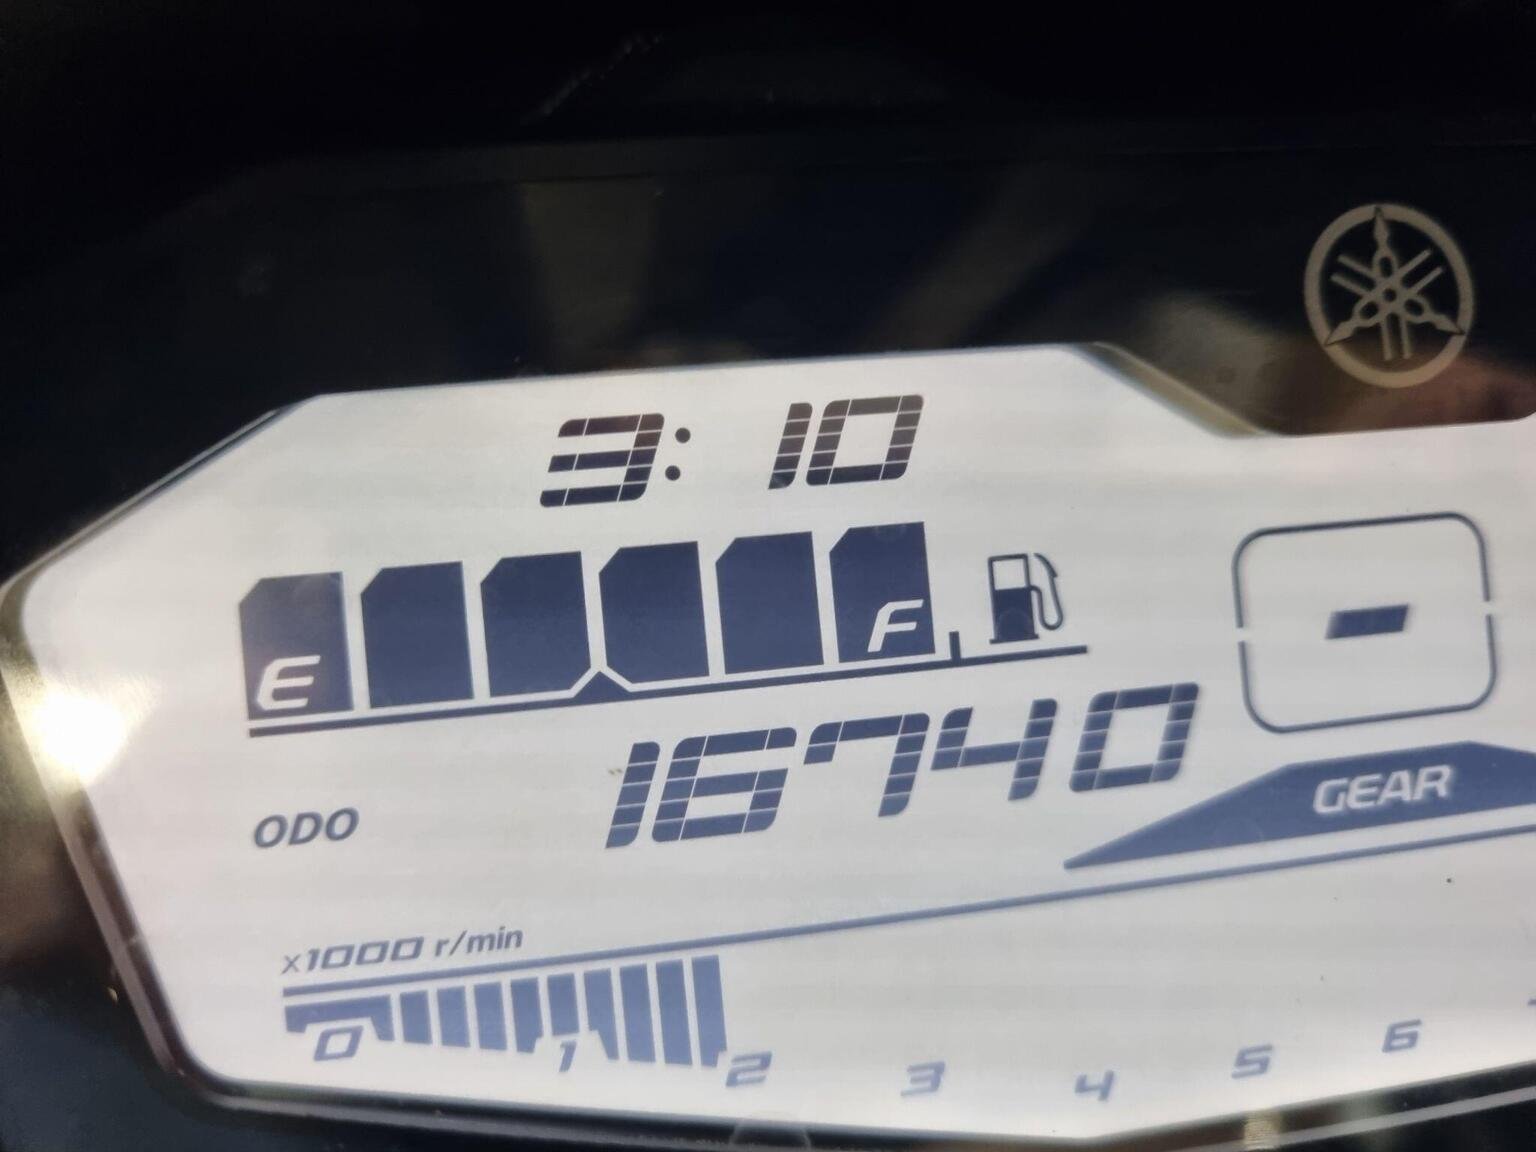 3:10
E F
-
16740
ODO
GEAR
x1000 r/min
0 1 2 3 4 5 6